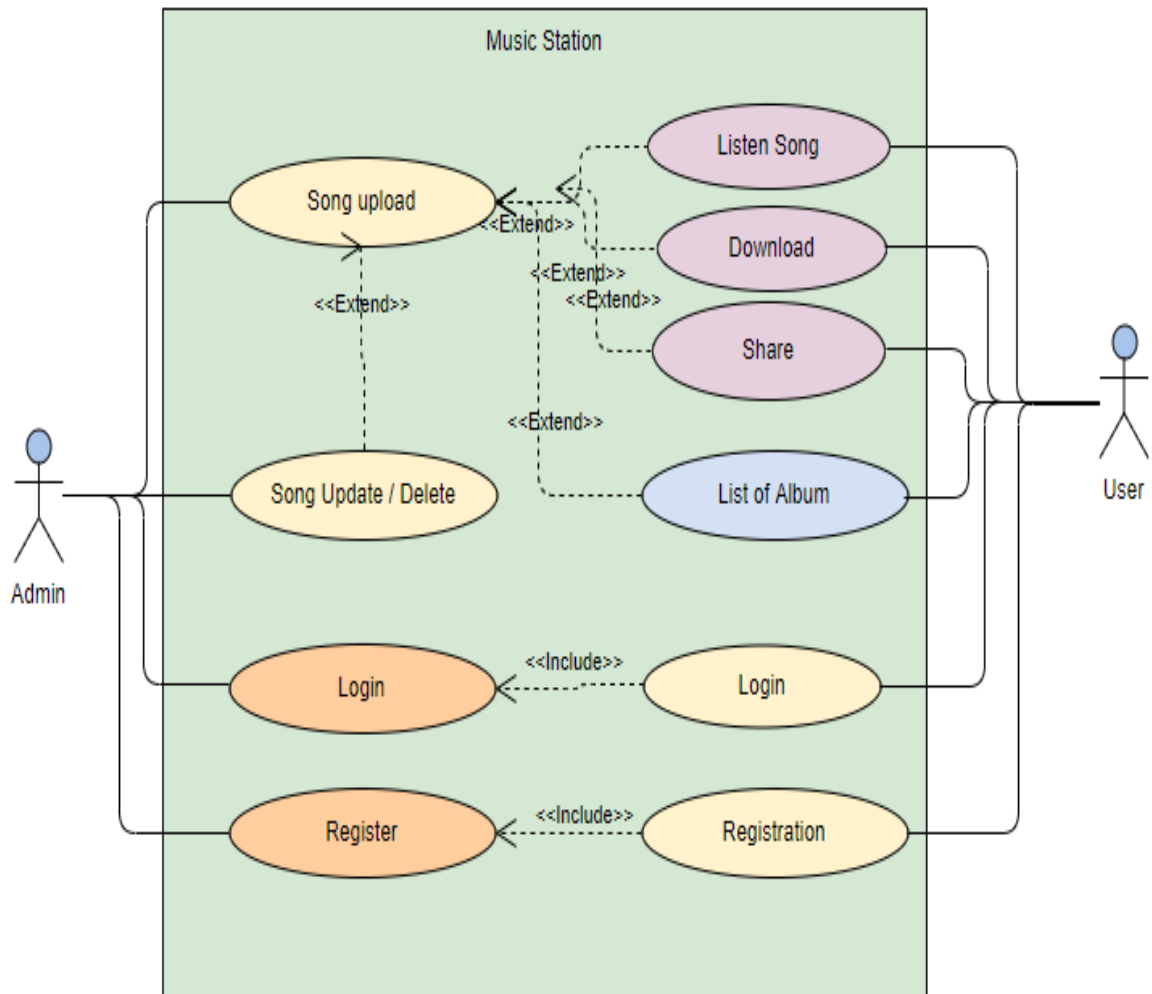 Music Station
Listen Song
Song upload
<<Extend>>
Download
<<Extend>>
<<Extend>>
<<Extend>>
Share
<<Extend>>
Song Update / Delete
List of Album
User
Admin
<<Include>>
Login
Login
<<Include>>
Register
Registration